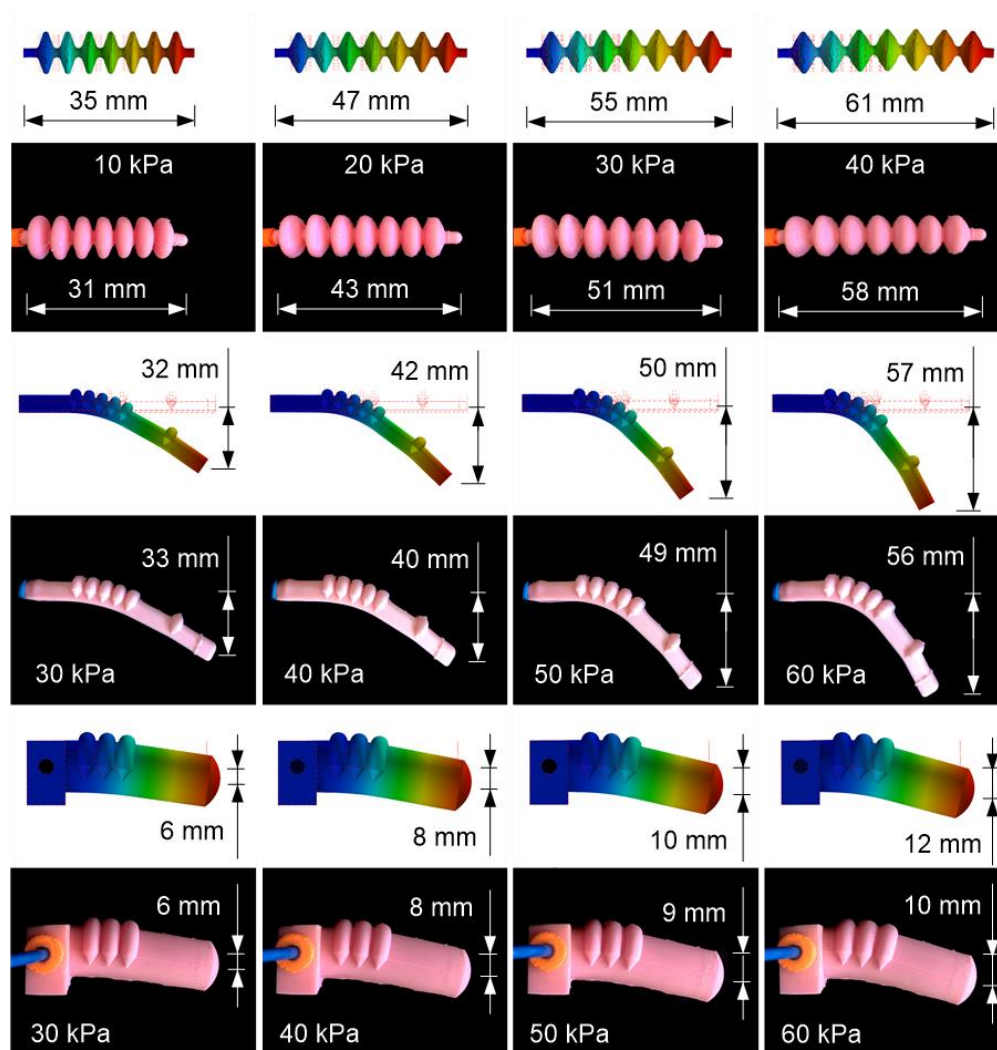 35 mm
47 mm
55 mm
61 mm
10 kPa
20 kPa
30 kPa
40 kPa
31 mm
43 mm
51 mm
58 mm
32 mm
42 mm
50 mm
57 mm
33 mm
40 mm
49 mm
56 mm
30 kPa
40 kPa
50 kPa
60 kPa
6 mm
8 mm
10 mm
12 mm
6 mm
8 mm
9 mm
10 mm
30 kPa
40 kPa
50 kPa
60 kPa